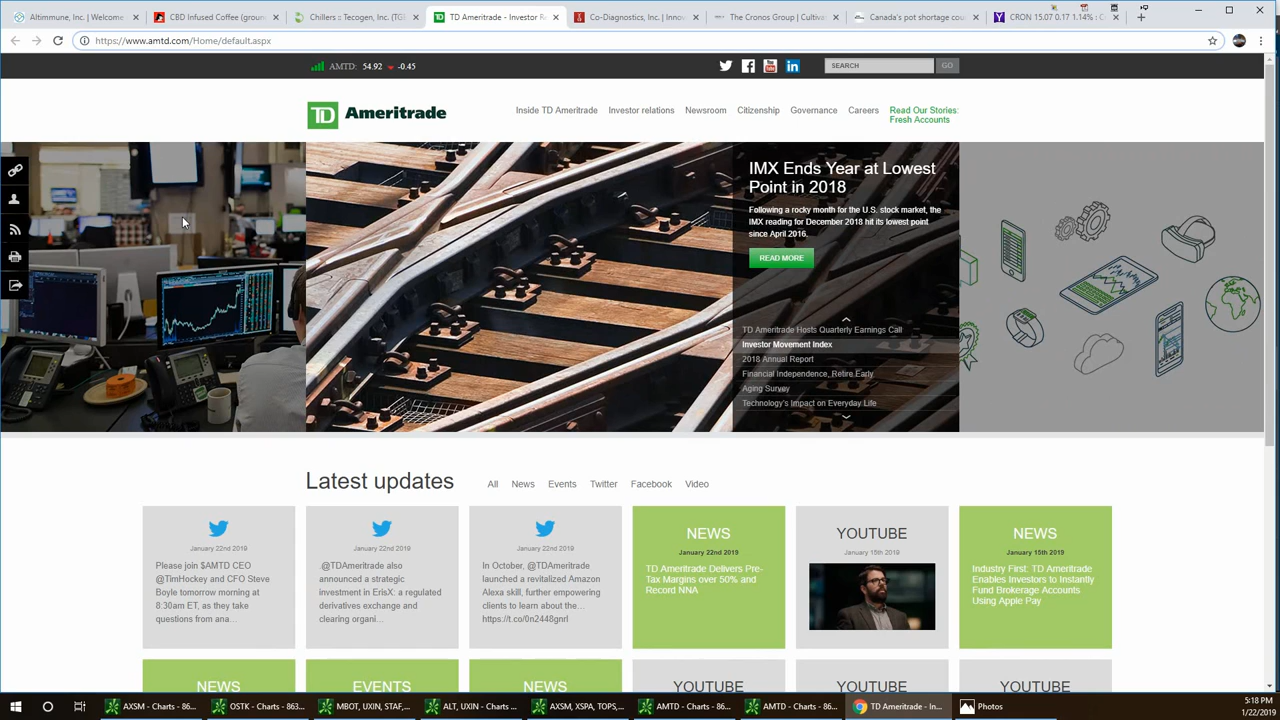 Altimmune, Inc. | Welcome
CBD Infused Coffee (groun
Chillers :: Tecogen, Inc. (TGI
TD Ameritrade - Investor R
Co-Diagnostics, Inc. | Innov
The Cronos Group | Cultiva
Canada's pot shortage cou
CRON 15.07 0.17 1.14% : C
https://www.amtd.com/Home/default.aspx
AMTD: 54.92 -0.45
SEARCH GO
TD Ameritrade
Inside TD Ameritrade Investor relations Newsroom Citizenship Governance Careers
Read Our Stories:
Fresh Accounts
IMX Ends Year at Lowest
Point in 2018
Following a rocky month for the U.S. stock market, the
IMX reading for December 2018 hit its lowest point
since April 2016.
READ MORE
TD Ameritrade Hosts Quarterly Earnings Call
Investor Movement Index
2018 Annual Report
Financial Independence, Retire Early
Aging Survey
Technology's Impact on Everyday Life
Latest updates
All News Events Twitter Facebook Video
January 22nd 2019
Please join $AMTD CEO
@TimHockey and CFO Steve
Boyle tomorrow morning at
8:30am ET, as they take
questions from ana...
January 22nd 2019
@TDAmeritrade also
announced a strategic
investment in ErisX: a regulated
derivatives exchange and
clearing organi...
January 22nd 2019
In October, @TDAmeritrade
launched a revitalized Amazon
Alexa skill, further empowering
clients to learn about the...
https://t.co/0n2448gnrl
NEWS
January 22nd 2019
TD Ameritrade Delivers Pre-
Tax Margins over 50% and
Record NNA
YOUTUBE
January 15th 2019
NEWS
January 15th 2019
Industry First: TD Ameritrade
Enables Investors to Instantly
Fund Brokerage Accounts
Using Apple Pay
NEWS
EVENTS
NEWS
YOUTUBE
YOUTUBE
YOUTUBE
AXSM - Charts - 86...
OSTK - Charts - 863...
MBOT, UXIN, STAF,...
ALT, UXIN - Charts ...
AXSM, XSPA, TOPS,...
AMTD - Charts - 86...
AMTD - Charts - 86...
TD Ameritrade - In...
Photos
5:18 PM
1/22/2019